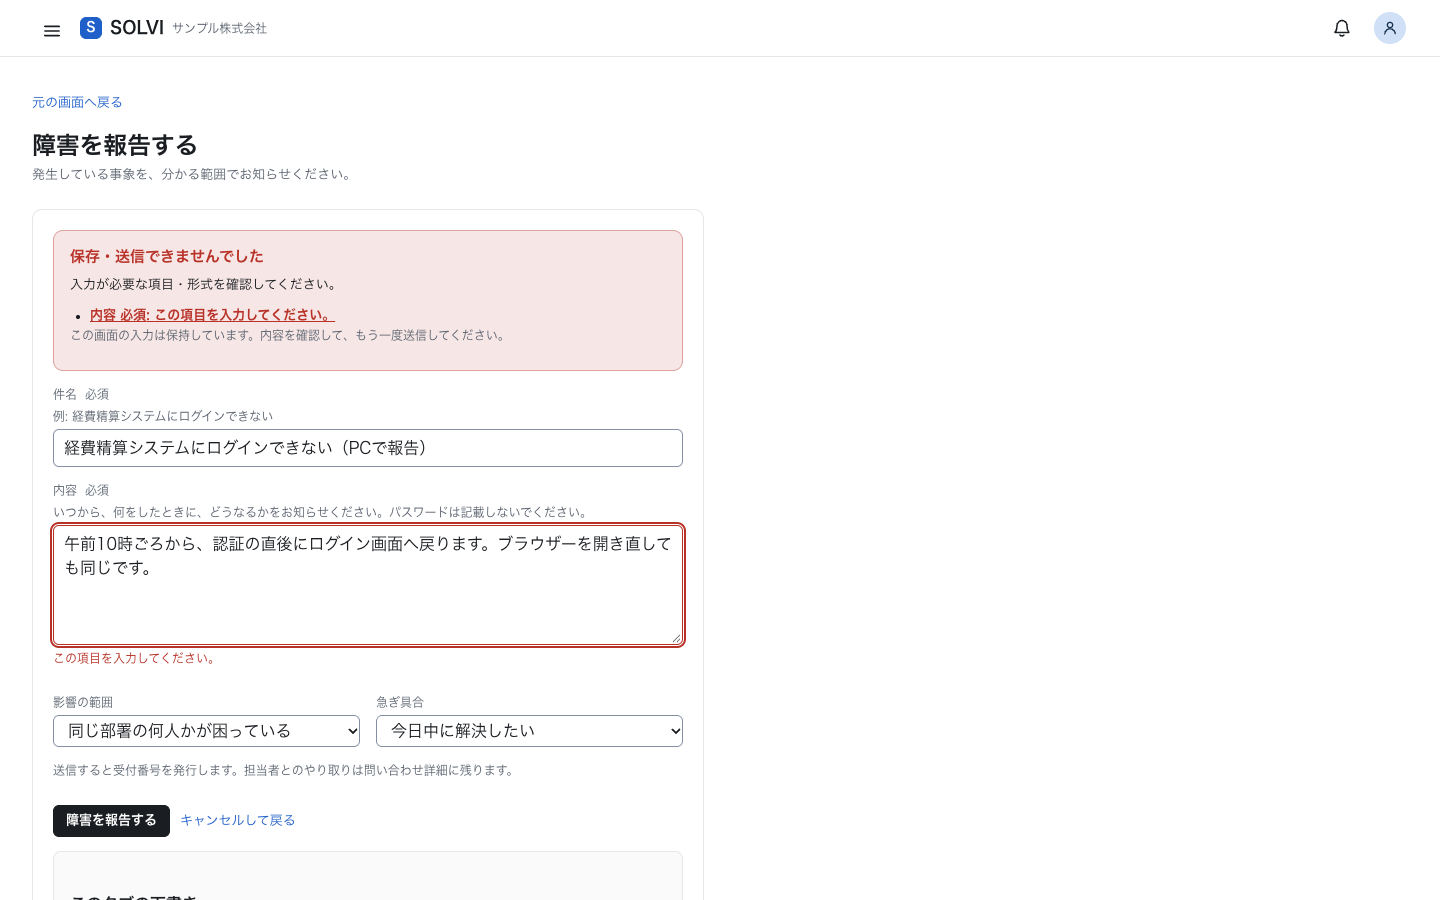 S SOLVI サンプル株式会社
元の画面へ戻る
障害を報告する
発生している事象を、分かる範囲でお知らせください。
保存・送信できませんでした
入力が必要な項目・形式を確認してください。
• 内容 必須: この項目を入力してください。
この画面の入力は保持しています。内容を確認して、もう一度送信してください。
件名 必須
例: 経費精算システムにログインできない
経費精算システムにログインできない（PCで報告）
内容 必須
いつから、何をしたときに、どうなるかをお知らせください。パスワードは記載しないでください。
午前10時ごろから、認証の直後にログイン画面へ戻ります。ブラウザーを開き直して
も同じです。
この項目を入力してください。
影響の範囲 急ぎ具合
同じ部署の何人かが困っている 今日中に解決したい
送信すると受付番号を発行します。担当者とのやり取りは問い合わせ詳細に残ります。
障害を報告する キャンセルして戻る